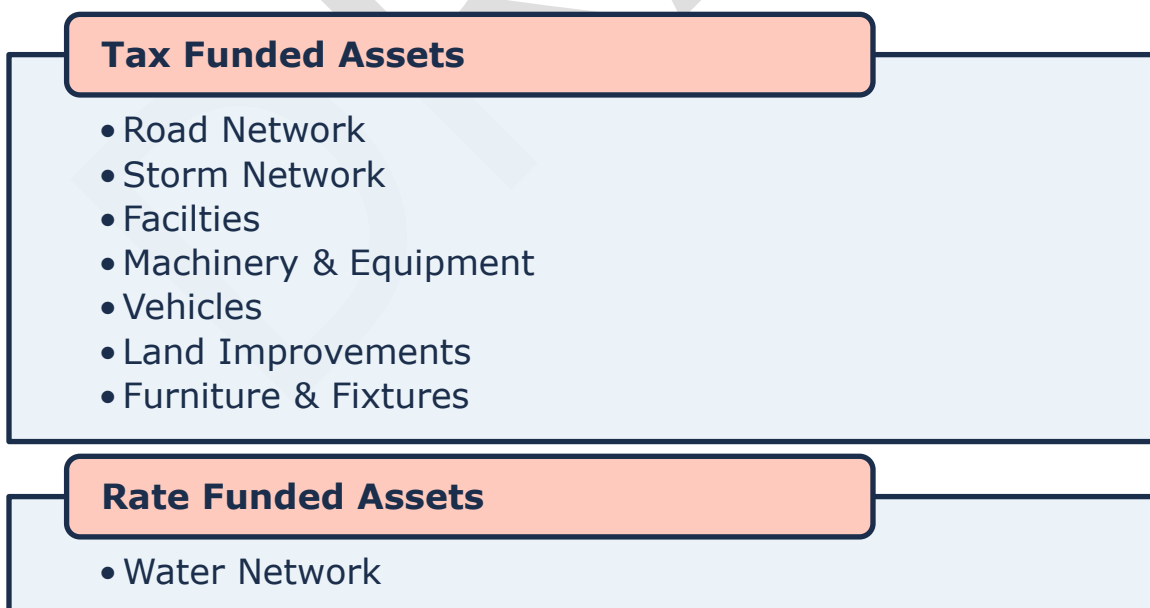 Tax Funded Assets
• Road Network
• Storm Network
• Facilties
• Machinery & Equipment
• Vehicles
• Land Improvements
• Furniture & Fixtures
Rate Funded Assets
• Water Network